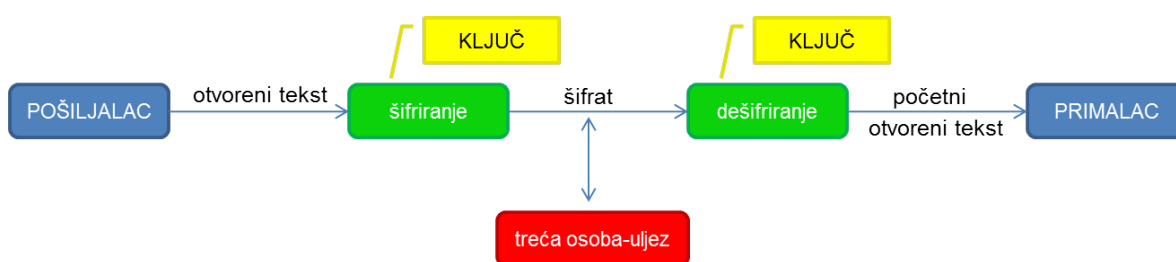 KLJUČ
KLJUČ
POŠILJALAC
otvoreni tekst
šifriranje
šifrat
dešifriranje
početni
otvoreni tekst
PRIMALAC
treća osoba-uljez